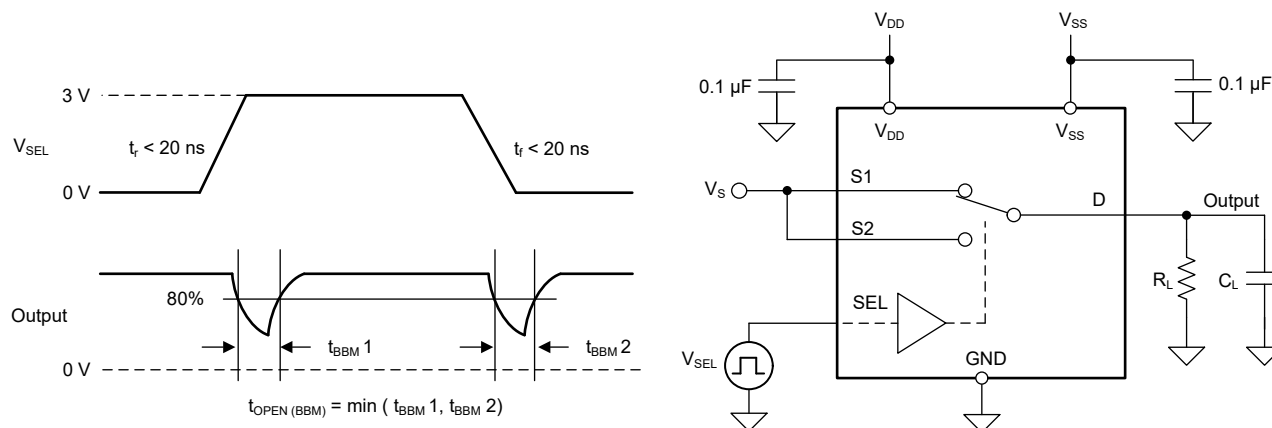 3 V
V_SEL
t_r < 20 ns
t_f < 20 ns
0 V
80%
Output
t_BBM 1
t_BBM 2
0 V
t_OPEN (BBM) = min ( t_BBM 1, t_BBM 2)
V_DD
V_SS
0.1 µF
0.1 µF
V_DD
V_SS
V_S
S1
S2
D
Output
R_L
C_L
SEL
V_SEL
GND